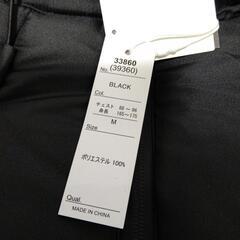 33860
No. (39360)
BLACK
Col.
チェスト 88 - 96
身長 165 - 175
M
Size
ポリエステル 100%
Qual.
MADE IN CHINA